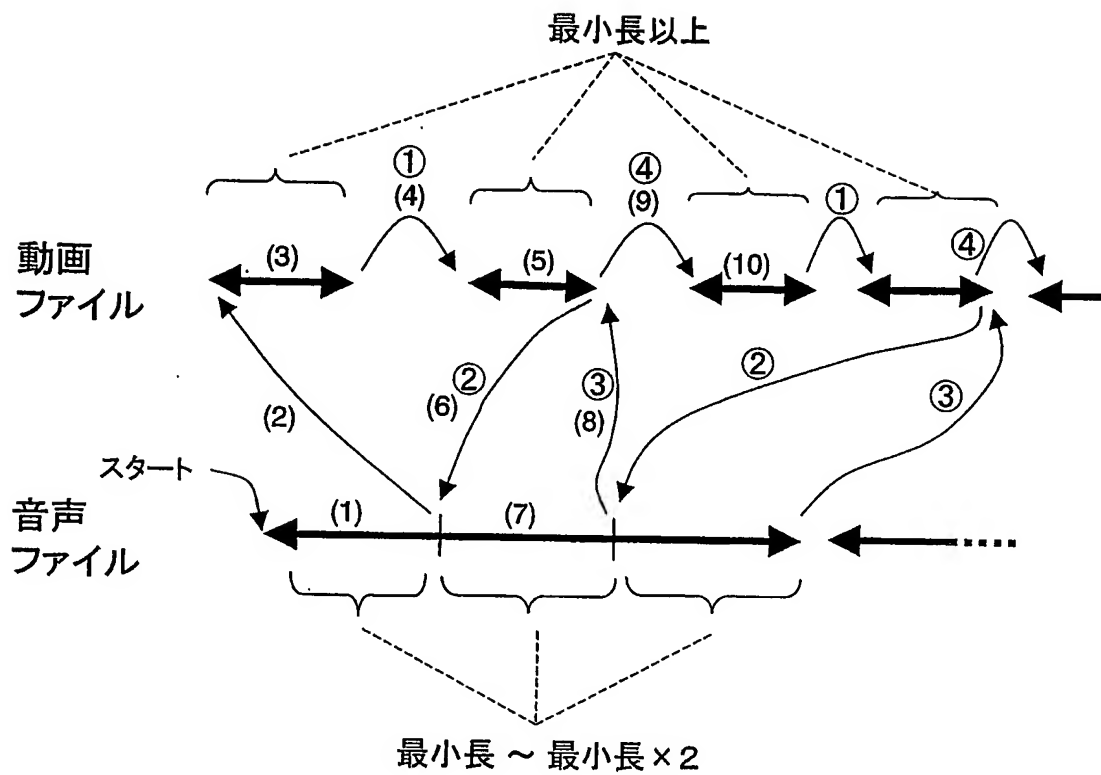 最小長以上
① ④ ①
(4) (9) ④
動画 (3) (5) (10)
ファイル
② ③ ② ③
(2) (6) (8)
スタート
音声 (1) (7)
ファイル
最小長 ～ 最小長×2